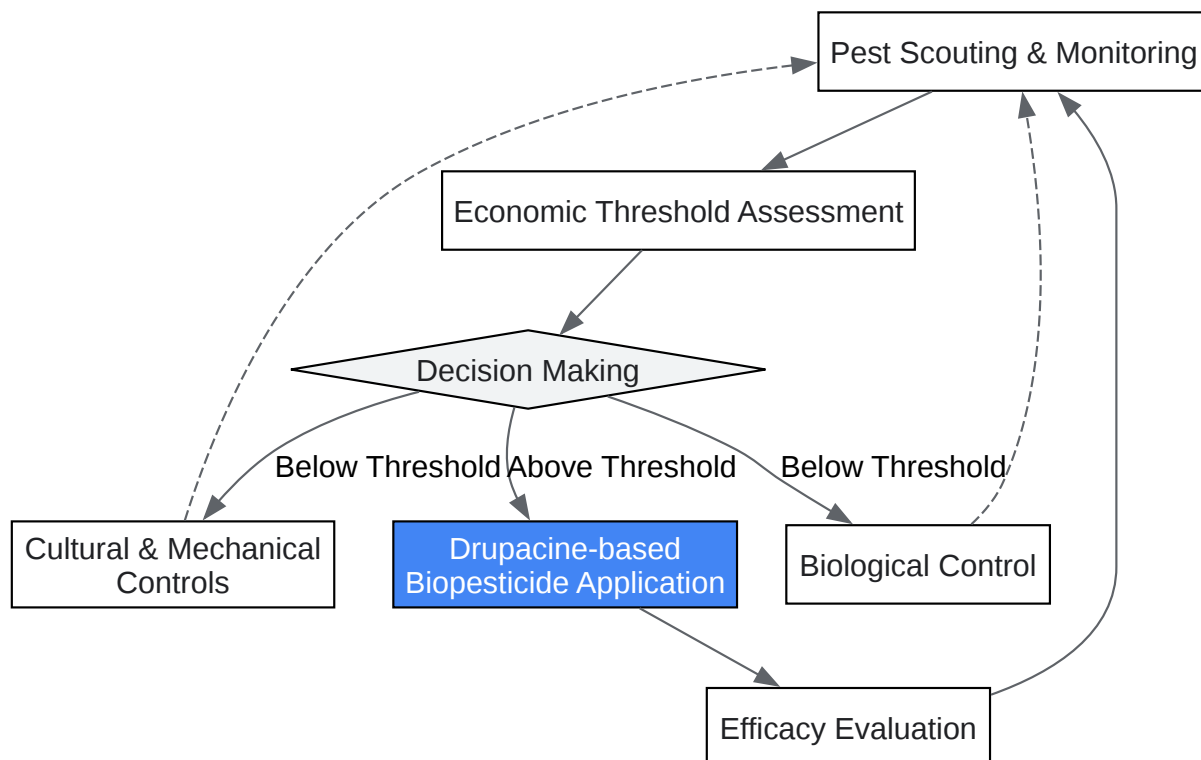 Pest Scouting & Monitoring
Economic Threshold Assessment
Decision Making
Below Threshold
Above Threshold
Below Threshold
Cultural & Mechanical
Controls
Drupacine-based
Biopesticide Application
Biological Control
Efficacy Evaluation